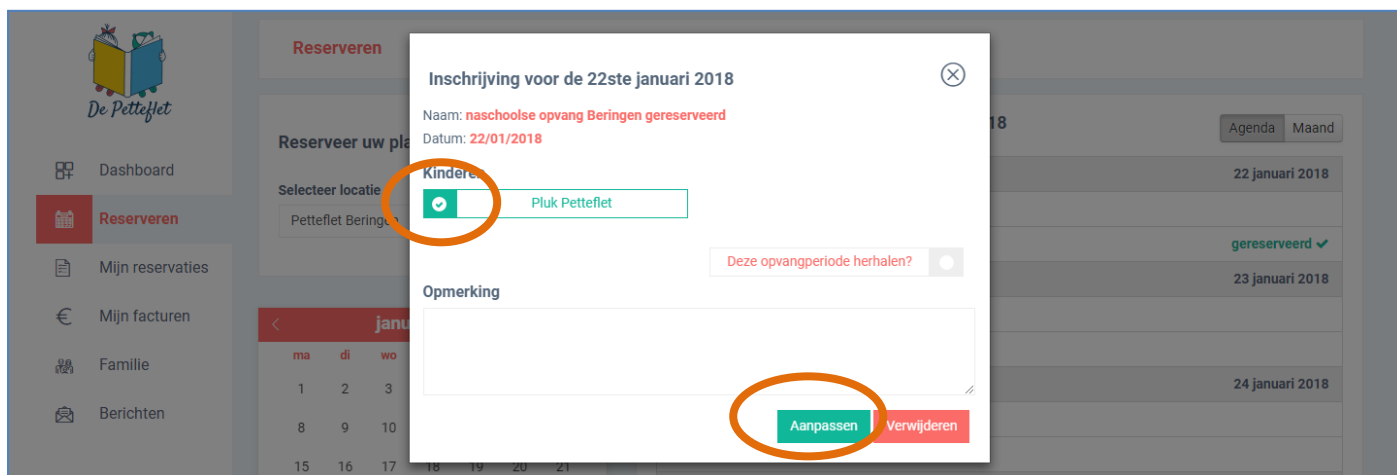 De Petteflet
Dashboard
Reserveren
Mijn reservaties
Mijn facturen
Familie
Berichten
Reserveren
Reserveer uw pla
Selecteer locatie
Petteflet Beringen
janu
ma di wo
1 2 3
8 9 10
15 16 17 18 19 20 21
Inschrijving voor de 22ste januari 2018
Naam: naschoolse opvang Beringen gereserveerd
Datum: 22/01/2018
Kinderen
Pluk Petteflet
Deze opvangperiode herhalen?
Opmerking
Aanpassen Verwijderen
18
Agenda Maand
22 januari 2018
gereserveerd
23 januari 2018
24 januari 2018